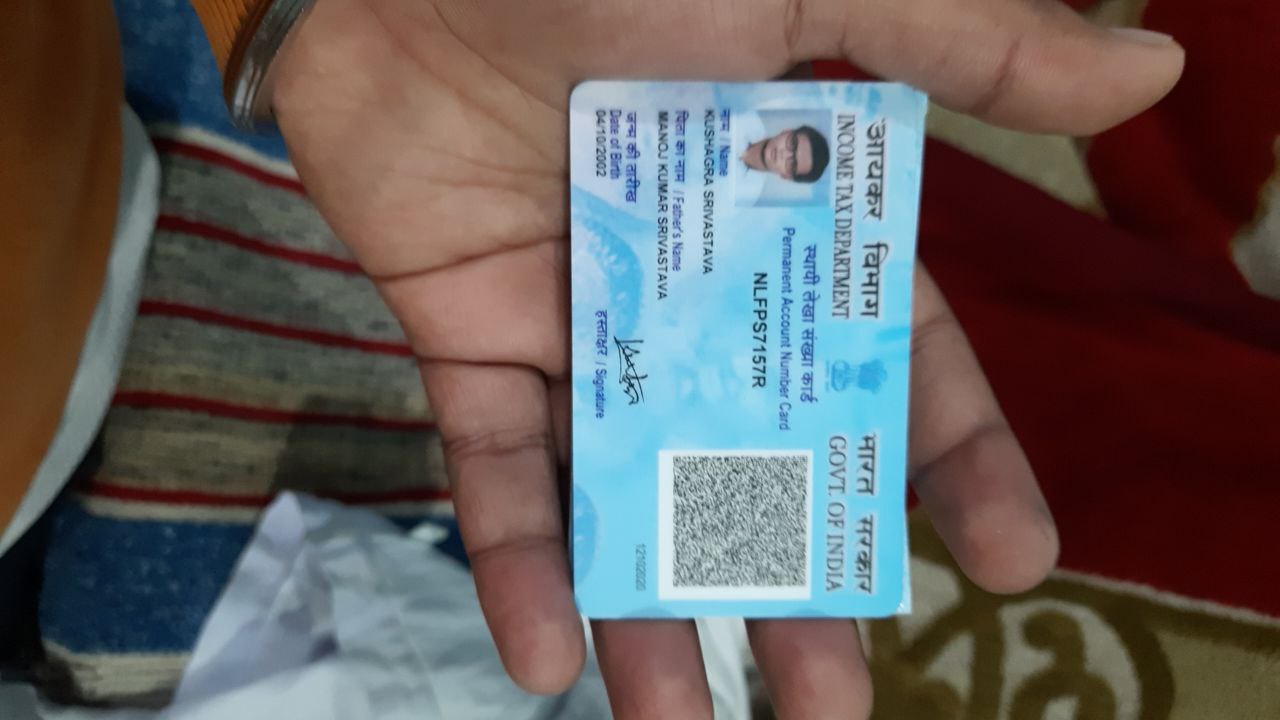 आयकर विभाग
INCOME TAX DEPARTMENT
भारत सरकार
GOVT. OF INDIA
स्थायी लेखा संख्या कार्ड
Permanent Account Number Card
NLFPS7157R
नाम / Name
KUSHAGRA SRIVASTAVA
पिता का नाम / Father's Name
MANOJ KUMAR SRIVASTAVA
जन्म की तारीख
Date of Birth
04/10/2002
हस्ताक्षर / Signature
12102020